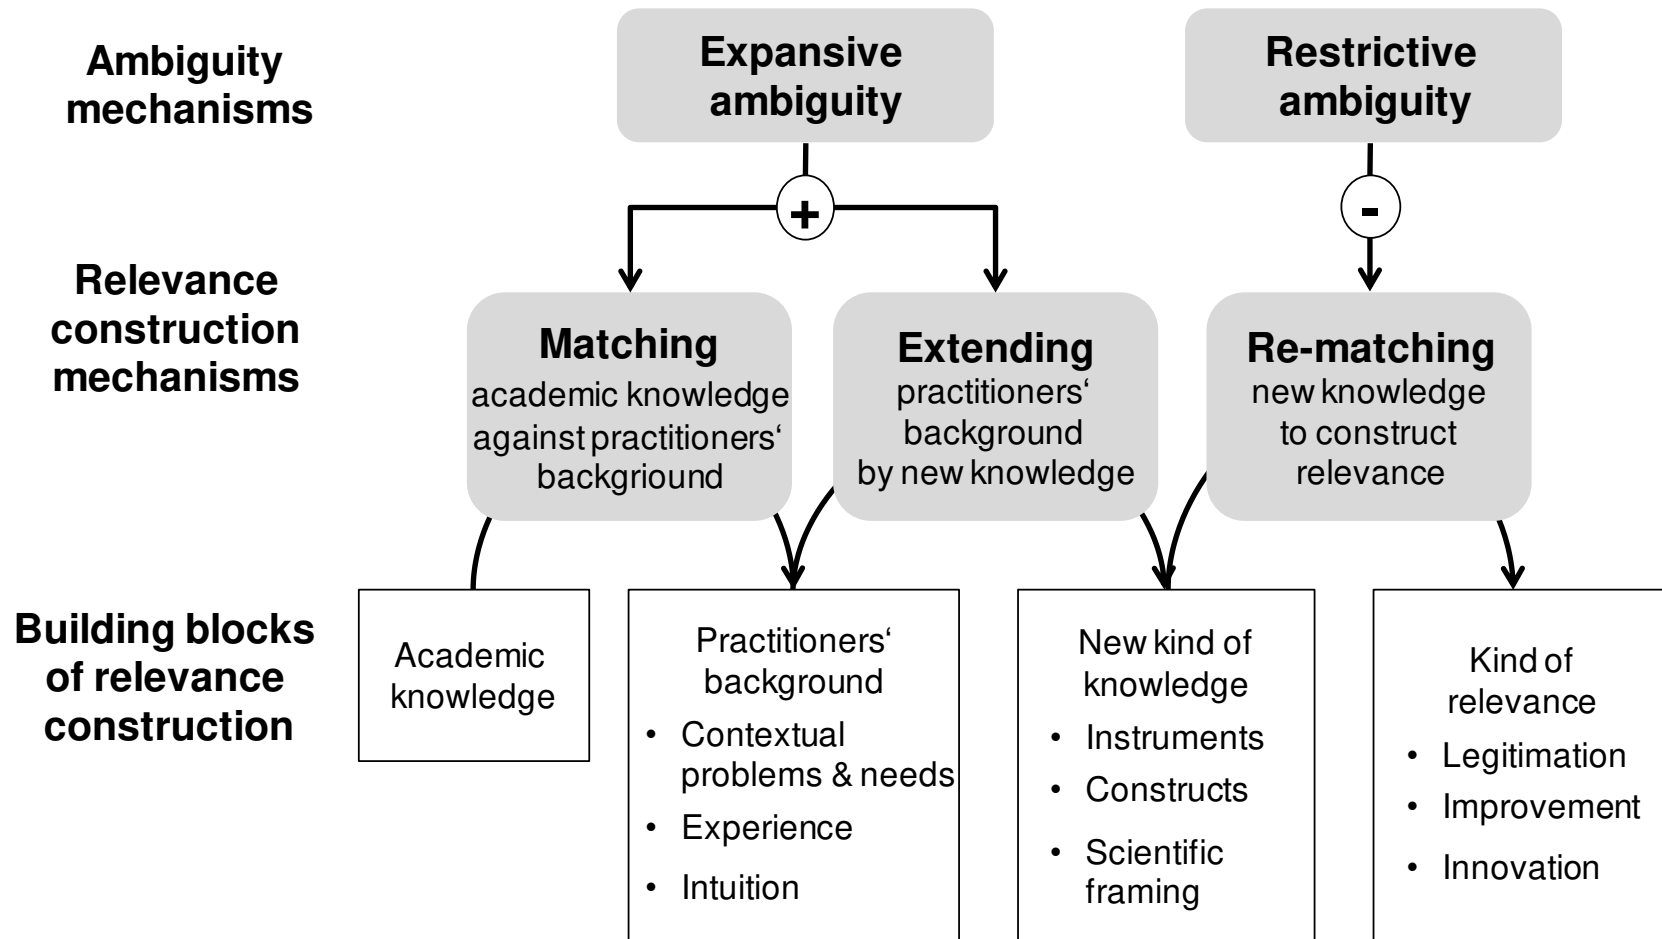 Ambiguity
mechanisms
Expansive
ambiguity
Restrictive
ambiguity
+
-
Relevance
construction
mechanisms
Matching
academic knowledge
against practitioners‘
backgriound
Extending
practitioners‘
background
by new knowledge
Re-matching
new knowledge
to construct
relevance
Building blocks
of relevance
construction
Academic
knowledge
Practitioners‘
background
• Contextual
problems & needs
• Experience
• Intuition
New kind of
knowledge
• Instruments
• Constructs
• Scientific
framing
Kind of
relevance
• Legitimation
• Improvement
• Innovation